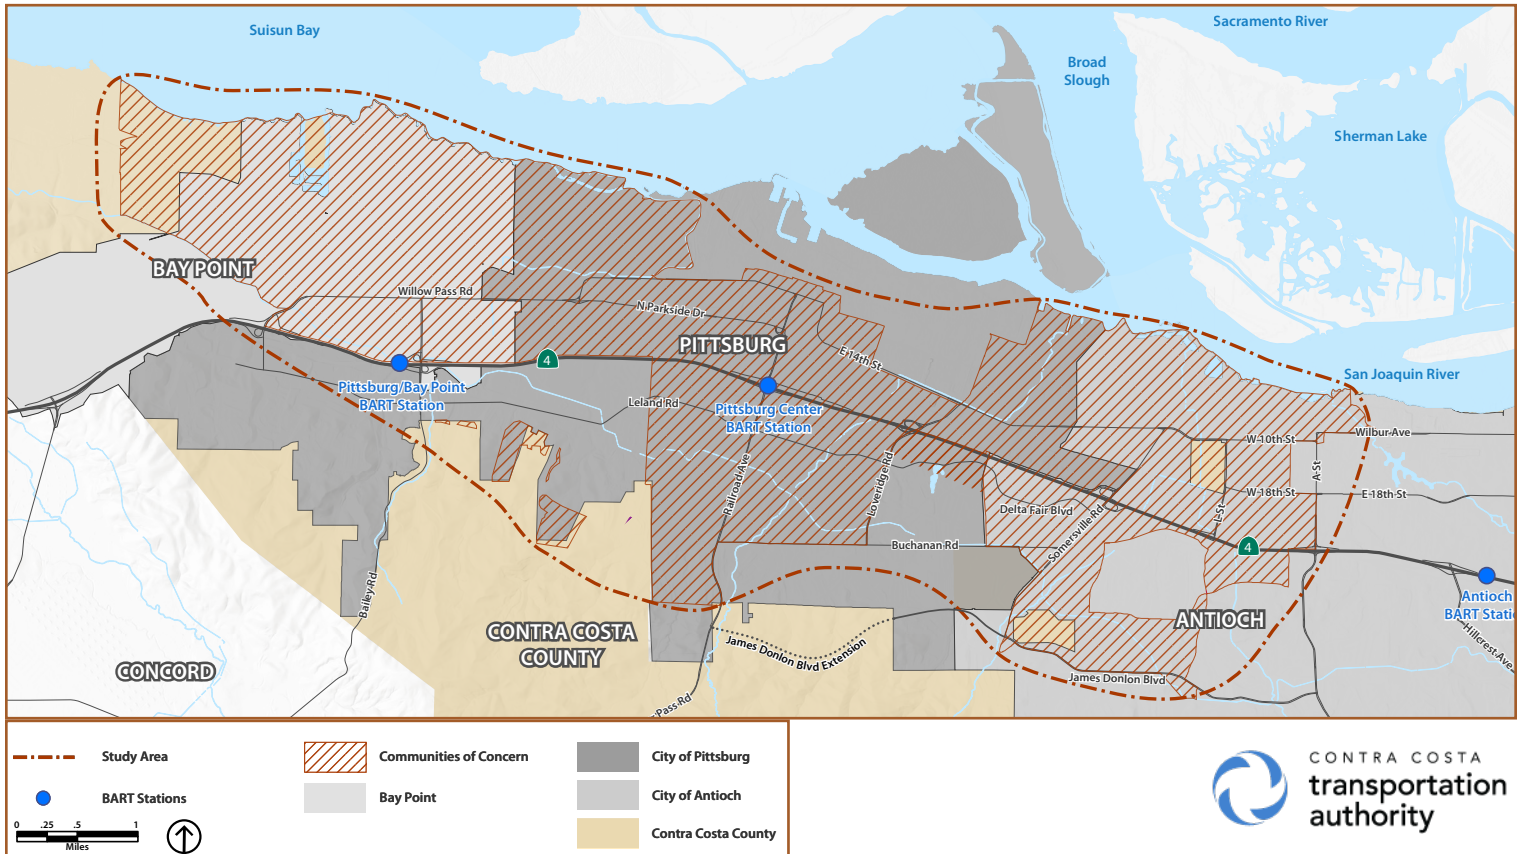 Suisun Bay
Sacramento River
Broad
Slough
Sherman Lake
BAY POINT
Willow Pass Rd
N Parkside Dr
PITTSBURG
E 14th St
4
Pittsburg/Bay Point
BART Station
Leland Rd
Pittsburg Center
BART Station
San Joaquin River
Wilbur Ave
W 10th St
A St
W 18th St
E 18th St
L St
Railroad Ave
Loveridge Rd
Delta Fair Blvd
Somersville Rd
Buchanan Rd
4
Bailey Rd
Antioch
BART Stati
Hillcrest Ave
ANTIOCH
CONTRA COSTA
COUNTY
James Donlon Blvd Extension
CONCORD
James Donlon Blvd
Pass Rd
Study Area
Communities of Concern
City of Pittsburg
BART Stations
Bay Point
City of Antioch
Contra Costa County
0 .25 .5 1
Miles
CONTRA COSTA
transportation
authority